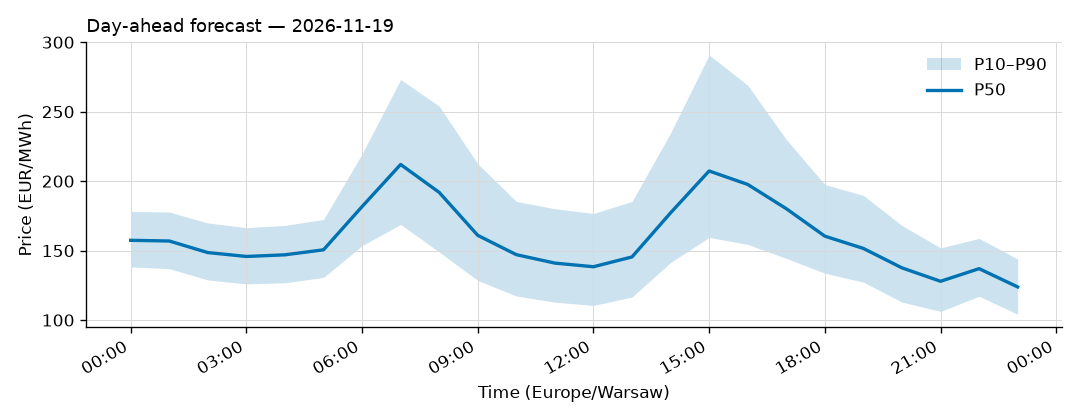 Day-ahead forecast — 2026-11-19
300
250
200
150
100
Price (EUR/MWh)
P10–P90
P50
00:00
03:00
06:00
09:00
12:00
15:00
18:00
21:00
00:00
Time (Europe/Warsaw)